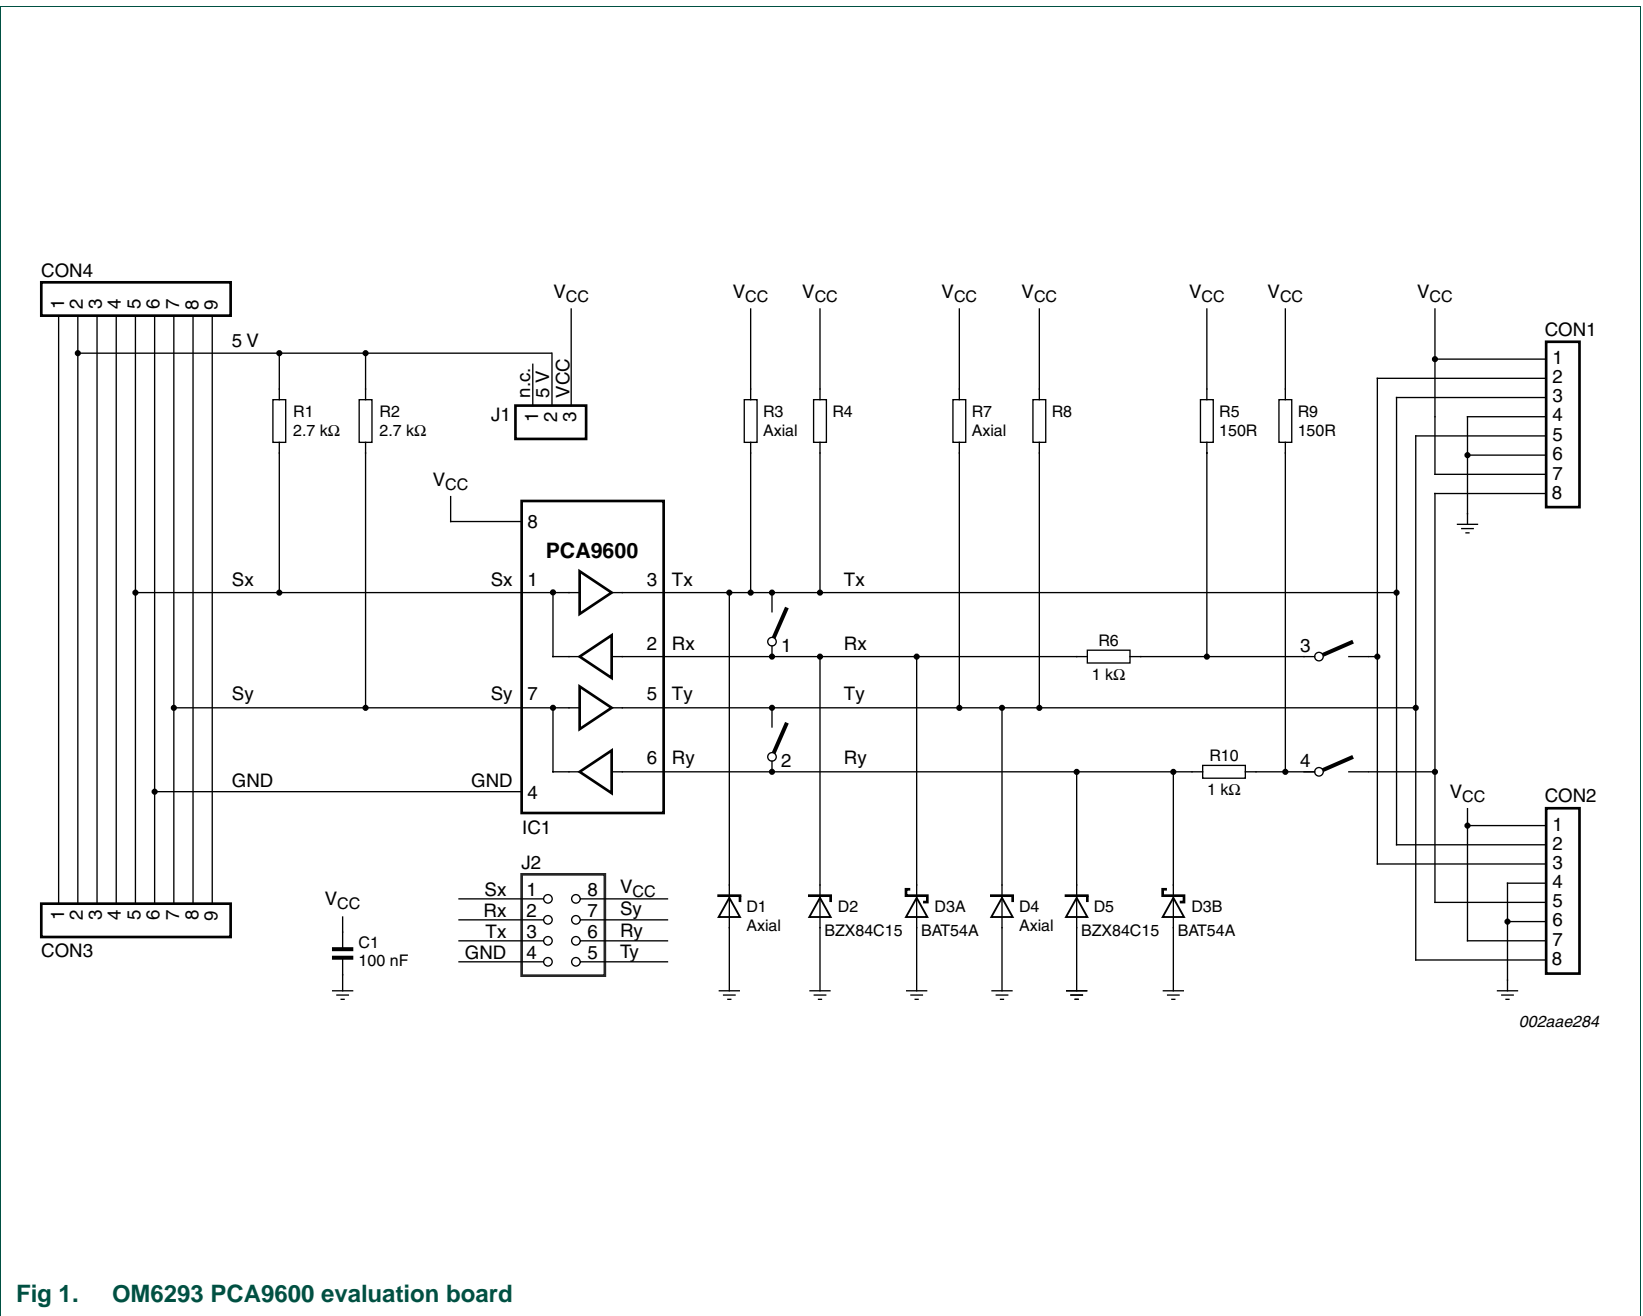 CON4
1 2 3 4 5 6 7 8 9
5 V
R1
2.7 kΩ
R2
2.7 kΩ
VCC
n.c.
5 V
VCC
J1
1 2 3
VCC
VCC
VCC
VCC
VCC
VCC
VCC
R3
Axial
R4
R7
Axial
R8
R5
150R
R9
150R
CON1
1
2
3
4
5
6
7
8
VCC
8
PCA9600
Sx
Sx
1
3
Tx
Tx
1
2
Rx
Rx
R6
1 kΩ
3
Sy
Sy
7
5
Ty
Ty
2
6
Ry
Ry
R10
1 kΩ
4
GND
GND
4
IC1
VCC
CON2
1
2
3
4
5
6
7
8
J2
Sx 1 8 VCC
Rx 2 7 Sy
Tx 3 6 Ry
GND 4 5 Ty
1 2 3 4 5 6 7 8 9
CON3
VCC
C1
100 nF
D1
Axial
D2
BZX84C15
D3A
BAT54A
D4
Axial
D5
BZX84C15
D3B
BAT54A
002aae284
Fig 1. OM6293 PCA9600 evaluation board